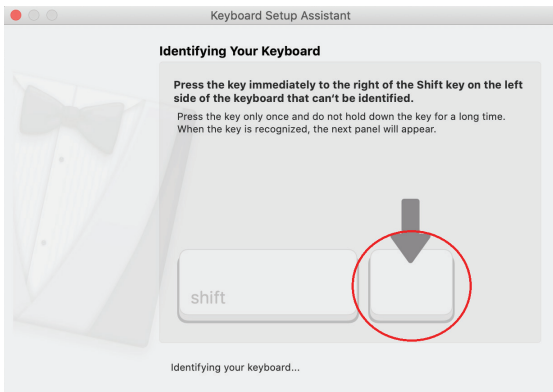 Keyboard Setup Assistant
Identifying Your Keyboard
Press the key immediately to the right of the Shift key on the left
side of the keyboard that can't be identified.
Press the key only once and do not hold down the key for a long time.
When the key is recognized, the next panel will appear.
shift
Identifying your keyboard...